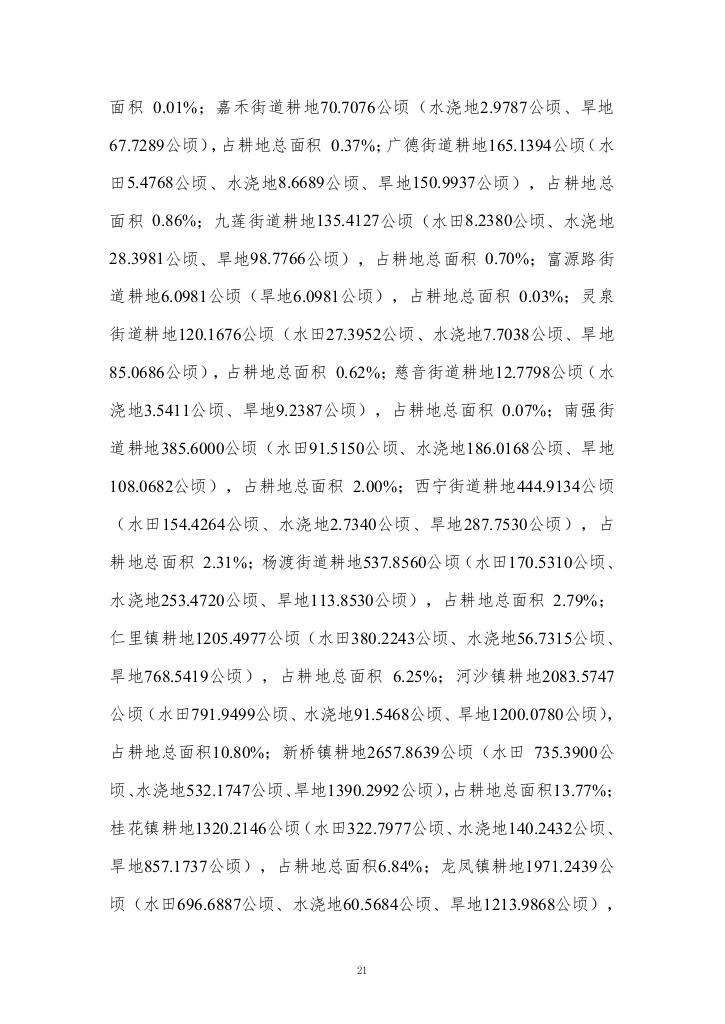 面积 0.01%；嘉禾街道耕地70.7076公顷（水浇地2.9787公顷、旱地
67.7289公顷），占耕地总面积 0.37%；广德街道耕地165.1394公顷（水
田5.4768公顷、水浇地8.6689公顷、旱地150.9937公顷），占耕地总
面积 0.86%；九莲街道耕地135.4127公顷（水田8.2380公顷、水浇地
28.3981公顷、旱地98.7766公顷），占耕地总面积 0.70%；富源路街
道耕地6.0981公顷（旱地6.0981公顷），占耕地总面积 0.03%；灵泉
街道耕地120.1676公顷（水田27.3952公顷、水浇地7.7038公顷、旱地
85.0686公顷），占耕地总面积 0.62%；慈音街道耕地12.7798公顷（水
浇地3.5411公顷、旱地9.2387公顷），占耕地总面积 0.07%；南强街
道耕地385.6000公顷（水田91.5150公顷、水浇地186.0168公顷、旱地
108.0682公顷），占耕地总面积 2.00%；西宁街道耕地444.9134公顷
（水田154.4264公顷、水浇地2.7340公顷、旱地287.7530公顷），占
耕地总面积 2.31%；杨渡街道耕地537.8560公顷（水田170.5310公顷、
水浇地253.4720公顷、旱地113.8530公顷），占耕地总面积 2.79%；
仁里镇耕地1205.4977公顷（水田380.2243公顷、水浇地56.7315公顷、
旱地768.5419公顷），占耕地总面积 6.25%；河沙镇耕地2083.5747
公顷（水田791.9499公顷、水浇地91.5468公顷、旱地1200.0780公顷），
占耕地总面积10.80%；新桥镇耕地2657.8639公顷（水田 735.3900公
顷、水浇地532.1747公顷、旱地1390.2992公顷），占耕地总面积13.77%；
桂花镇耕地1320.2146公顷（水田322.7977公顷、水浇地140.2432公顷、
旱地857.1737公顷），占耕地总面积6.84%；龙凤镇耕地1971.2439公
顷（水田696.6887公顷、水浇地60.5684公顷、旱地1213.9868公顷），
21